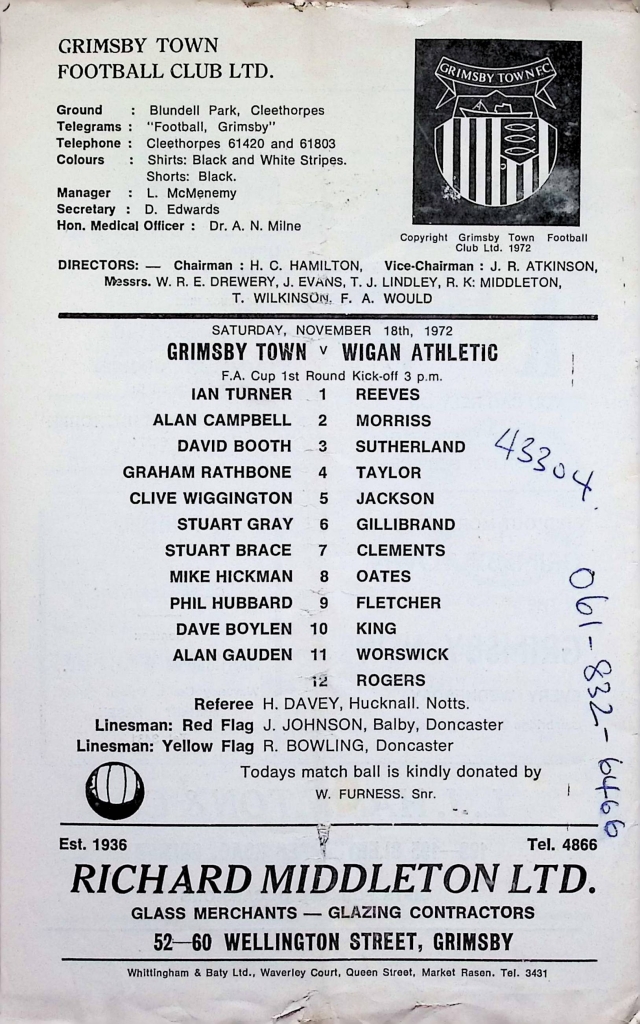 GRIMSBY TOWN
FOOTBALL CLUB LTD.
GRIMSBY TOWN F.C.
Ground : Blundell Park, Cleethorpes
Telegrams : "Football, Grimsby"
Telephone : Cleethorpes 61420 and 61803
Colours : Shirts: Black and White Stripes.
Shorts: Black.
Manager : L. McMenemy
Secretary : D. Edwards
Hon. Medical Officer : Dr. A. N. Milne
Copyright Grimsby Town Football
Club Ltd. 1972
DIRECTORS: — Chairman : H. C. HAMILTON, Vice-Chairman : J. R. ATKINSON,
Messrs. W. R. E. DREWERY, J. EVANS, T. J. LINDLEY, R. K. MIDDLETON,
T. WILKINSON, F. A. WOULD
SATURDAY, NOVEMBER 18th, 1972
GRIMSBY TOWN v WIGAN ATHLETIC
F.A. Cup 1st Round Kick-off 3 p.m.
IAN TURNER 1 REEVES
ALAN CAMPBELL 2 MORRISS
DAVID BOOTH 3 SUTHERLAND
GRAHAM RATHBONE 4 TAYLOR
CLIVE WIGGINGTON 5 JACKSON
STUART GRAY 6 GILLIBRAND
STUART BRACE 7 CLEMENTS
MIKE HICKMAN 8 OATES
PHIL HUBBARD 9 FLETCHER
DAVE BOYLEN 10 KING
ALAN GAUDEN 11 WORSWICK
12 ROGERS
43304
061-832-6466
Referee H. DAVEY, Hucknall. Notts.
Linesman: Red Flag J. JOHNSON, Balby, Doncaster
Linesman: Yellow Flag R. BOWLING, Doncaster
Todays match ball is kindly donated by
W. FURNESS. Snr.
Est. 1936 Tel. 4866
RICHARD MIDDLETON LTD.
GLASS MERCHANTS — GLAZING CONTRACTORS
52—60 WELLINGTON STREET, GRIMSBY
Whittingham & Baty Ltd., Waverley Court, Queen Street, Market Rasen. Tel. 3431